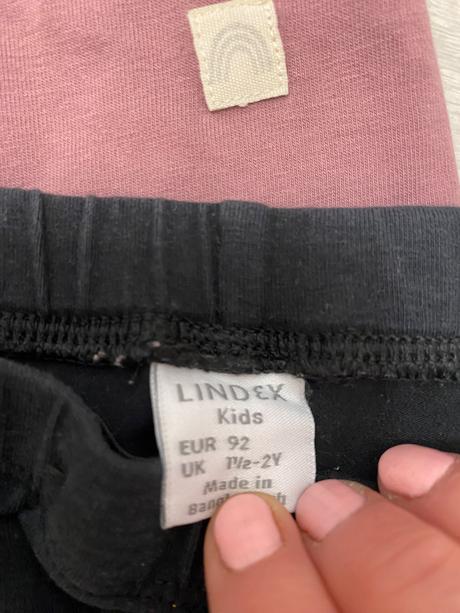 LINDEX
Kids
EUR 92
UK 1½-2Y
Made in